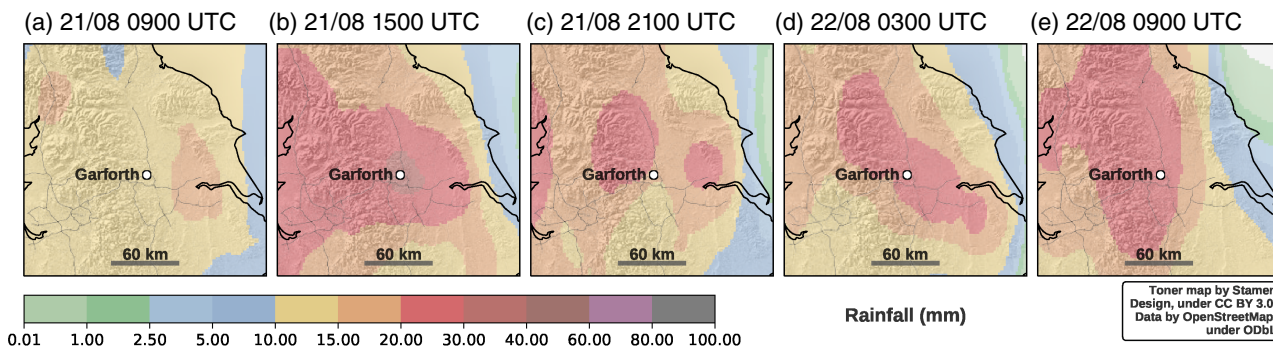 (a) 21/08 0900 UTC (b) 21/08 1500 UTC (c) 21/08 2100 UTC (d) 22/08 0300 UTC (e) 22/08 0900 UTC
Garforth Garforth Garforth Garforth Garforth
60 km 60 km 60 km 60 km 60 km
0.01 1.00 2.50 5.00 10.00 15.00 20.00 30.00 40.00 60.00 80.00 100.00
Rainfall (mm)
Toner map by Stamen
Design, under CC BY 3.0.
Data by OpenStreetMap,
under ODbL